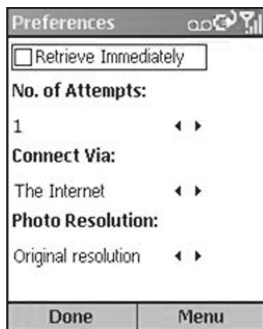 Preferences
Retrieve Immediately
No. of Attempts:
1
Connect Via:
The Internet
Photo Resolution:
Original resolution
Done Menu